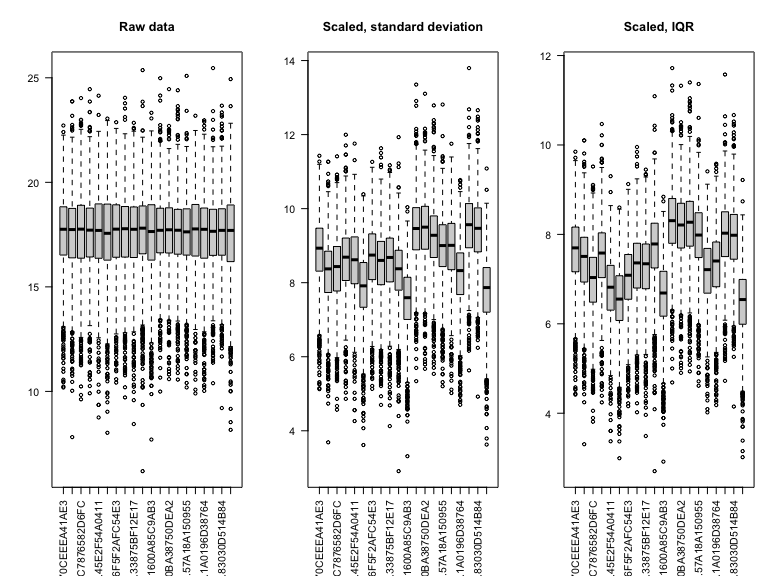 Raw data
Scaled, standard deviation
Scaled, IQR
25
20
15
10
14
12
10
8
6
4
12
10
8
6
4
70CEEEA41AE3
C7876582D6FC
.45E2F54A0411
6F5F2AFC54E3
.33875BF12E17
1600A85C9AB3
0BA38750DEA2
.57A18A150955
.1A0196D38764
.83030D514B84
70CEEEA41AE3
C7876582D6FC
.45E2F54A0411
6F5F2AFC54E3
.33875BF12E17
1600A85C9AB3
0BA38750DEA2
.57A18A150955
.1A0196D38764
.83030D514B84
70CEEEA41AE3
C7876582D6FC
.45E2F54A0411
6F5F2AFC54E3
.33875BF12E17
1600A85C9AB3
0BA38750DEA2
.57A18A150955
.1A0196D38764
.83030D514B84